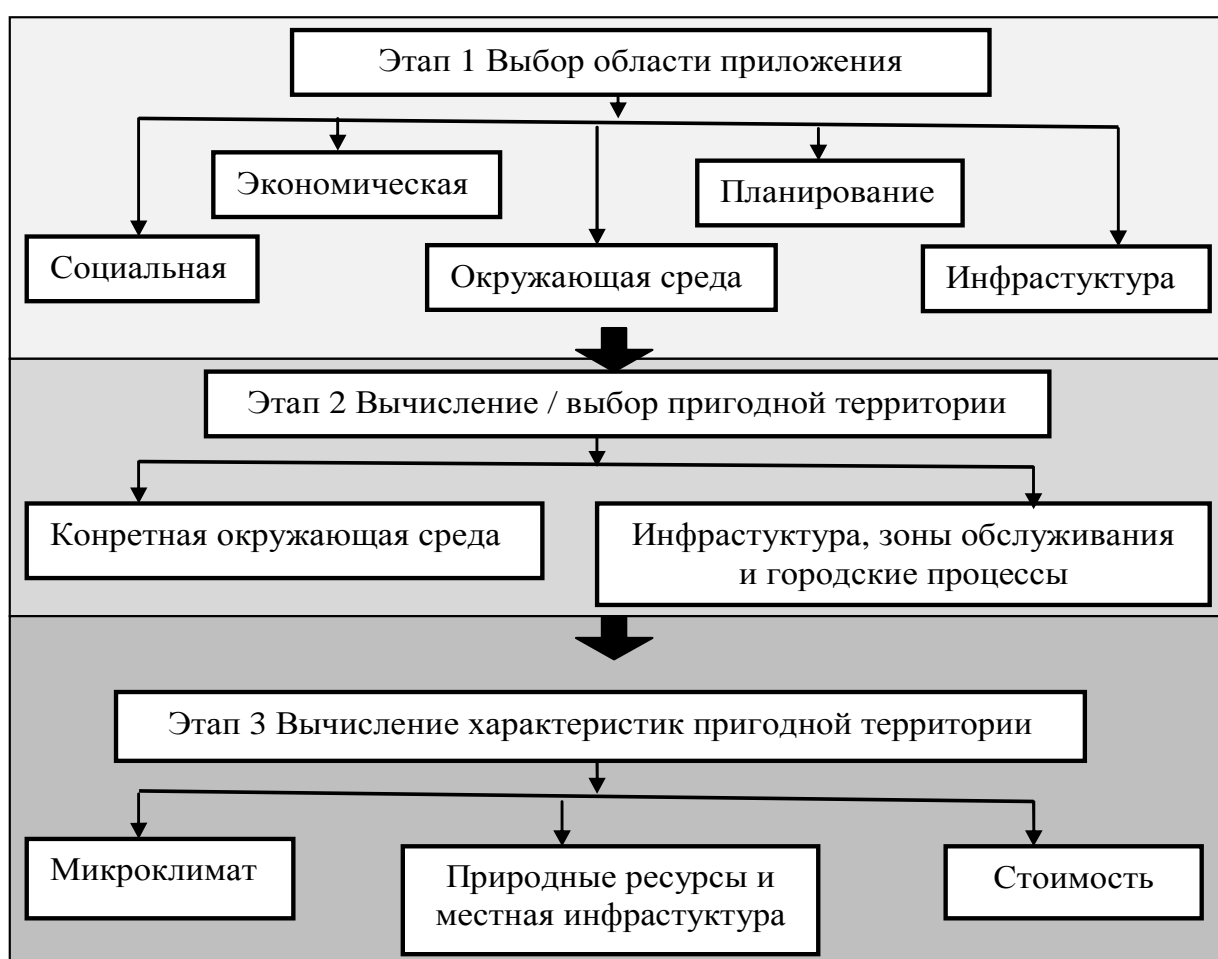 Этап 1 Выбор области приложения
Экономическая
Планирование
Социальная
Окружающая среда
Инфрастуктура
Этап 2 Вычисление / выбор пригодной территории
Конретная окружающая среда
Инфрастуктура, зоны обслуживания
и городские процессы
Этап 3 Вычисление характеристик пригодной территории
Микроклимат
Природные ресурсы и
местная инфрастуктура
Стоимость